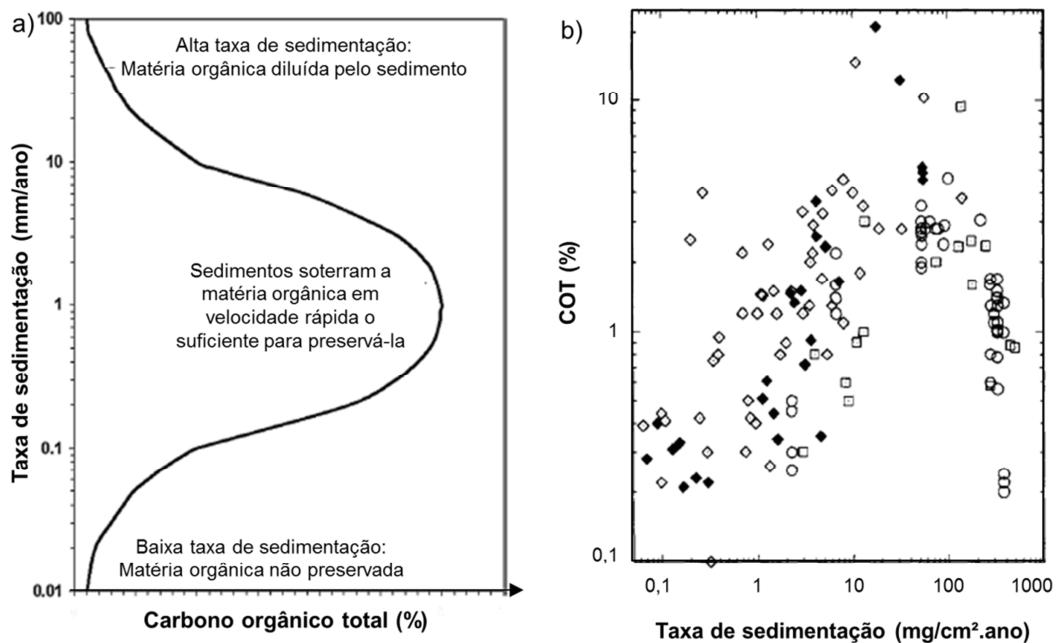 a)
100
10
1
0.1
0.01
Taxa de sedimentação (mm/ano)
Alta taxa de sedimentação:
Matéria orgânica diluída pelo sedimento
Sedimentos soterram a
matéria orgânica em
velocidade rápida o
suficiente para preservá-la
Baixa taxa de sedimentação:
Matéria orgânica não preservada
Carbono orgânico total (%)
b)
10
1
0,1
COT (%)
0,1 1 10 100 1000
Taxa de sedimentação (mg/cm².ano)